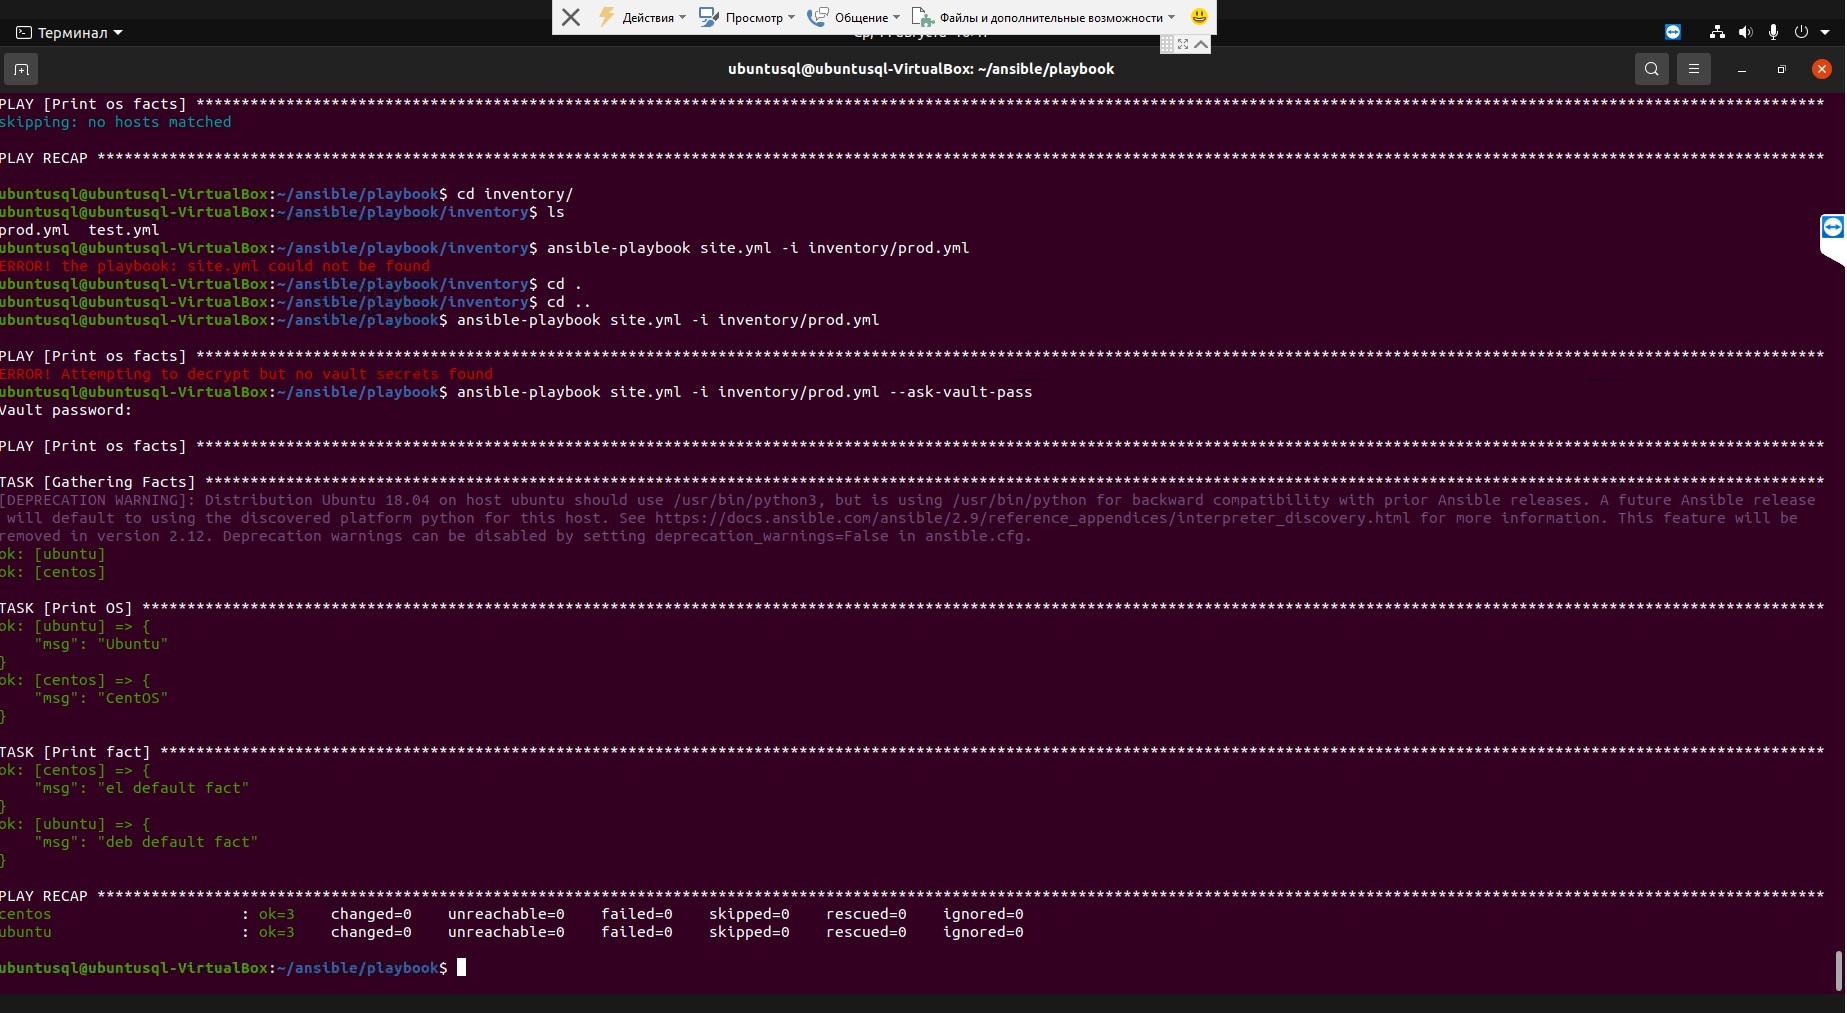 Действия
Просмотр
Общение
Файлы и дополнительные возможности
Терминал
ubuntusql@ubuntusql-VirtualBox: ~/ansible/playbook
PLAY [Print os facts] ****************************************************************************************************************************************************************************************
skipping: no hosts matched
PLAY RECAP ****************************************************************************************************************************************************************************************************
ubuntusql@ubuntusql-VirtualBox:~/ansible/playbook$ cd inventory/
ubuntusql@ubuntusql-VirtualBox:~/ansible/playbook/inventory$ ls
prod.yml  test.yml
ubuntusql@ubuntusql-VirtualBox:~/ansible/playbook/inventory$ ansible-playbook site.yml -i inventory/prod.yml
ERROR! the playbook: site.yml could not be found
ubuntusql@ubuntusql-VirtualBox:~/ansible/playbook/inventory$ cd .
ubuntusql@ubuntusql-VirtualBox:~/ansible/playbook/inventory$ cd ..
ubuntusql@ubuntusql-VirtualBox:~/ansible/playbook$ ansible-playbook site.yml -i inventory/prod.yml
PLAY [Print os facts] ****************************************************************************************************************************************************************************************
ERROR! Attempting to decrypt but no vault secrets found
ubuntusql@ubuntusql-VirtualBox:~/ansible/playbook$ ansible-playbook site.yml -i inventory/prod.yml --ask-vault-pass
Vault password:
PLAY [Print os facts] ****************************************************************************************************************************************************************************************
TASK [Gathering Facts] ***************************************************************************************************************************************************************************************
[DEPRECATION WARNING]: Distribution Ubuntu 18.04 on host ubuntu should use /usr/bin/python3, but is using /usr/bin/python for backward compatibility with prior Ansible releases. A future Ansible release
will default to using the discovered platform python for this host. See https://docs.ansible.com/ansible/2.9/reference_appendices/interpreter_discovery.html for more information. This feature will be
removed in version 2.12. Deprecation warnings can be disabled by setting deprecation_warnings=False in ansible.cfg.
ok: [ubuntu]
ok: [centos]
TASK [Print OS] **********************************************************************************************************************************************************************************************
ok: [ubuntu] => {
    "msg": "Ubuntu"
}
ok: [centos] => {
    "msg": "CentOS"
}
TASK [Print fact] ********************************************************************************************************************************************************************************************
ok: [centos] => {
    "msg": "el default fact"
}
ok: [ubuntu] => {
    "msg": "deb default fact"
}
PLAY RECAP ***************************************************************************************************************************************************************************************************
centos                     : ok=3    changed=0    unreachable=0    failed=0    skipped=0    rescued=0    ignored=0
ubuntu                     : ok=3    changed=0    unreachable=0    failed=0    skipped=0    rescued=0    ignored=0
ubuntusql@ubuntusql-VirtualBox:~/ansible/playbook$